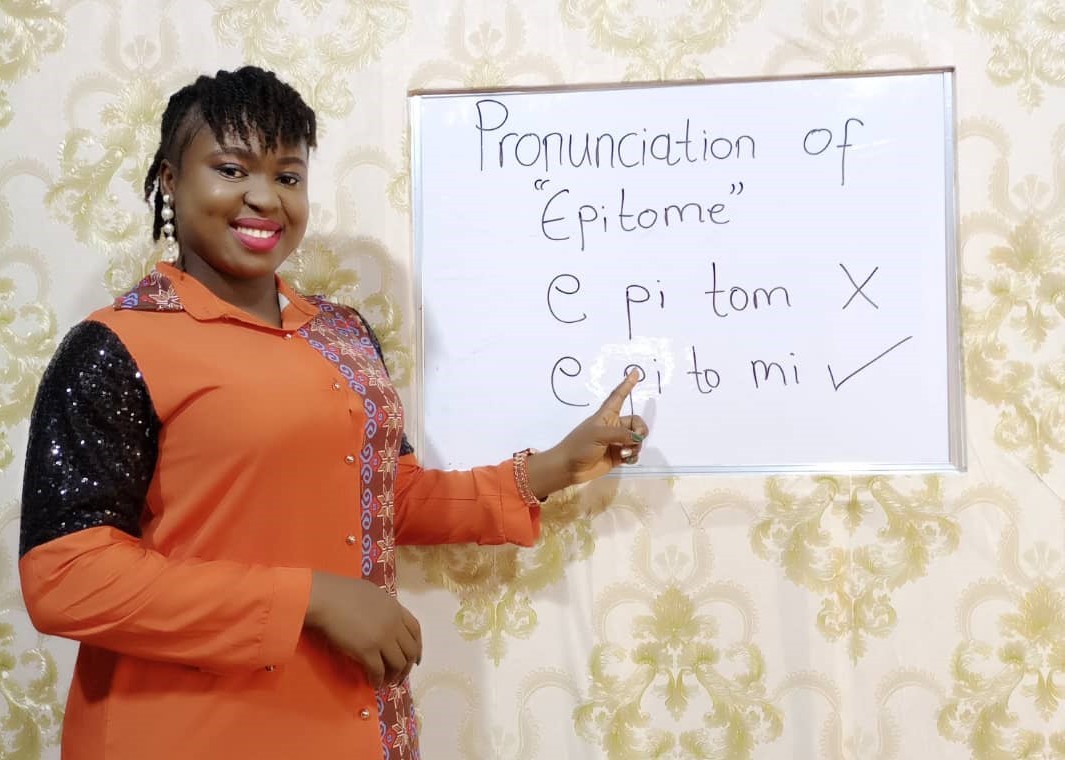 Pronunciation of
"Epitome"
e pi tom X
e pi to mi ✓